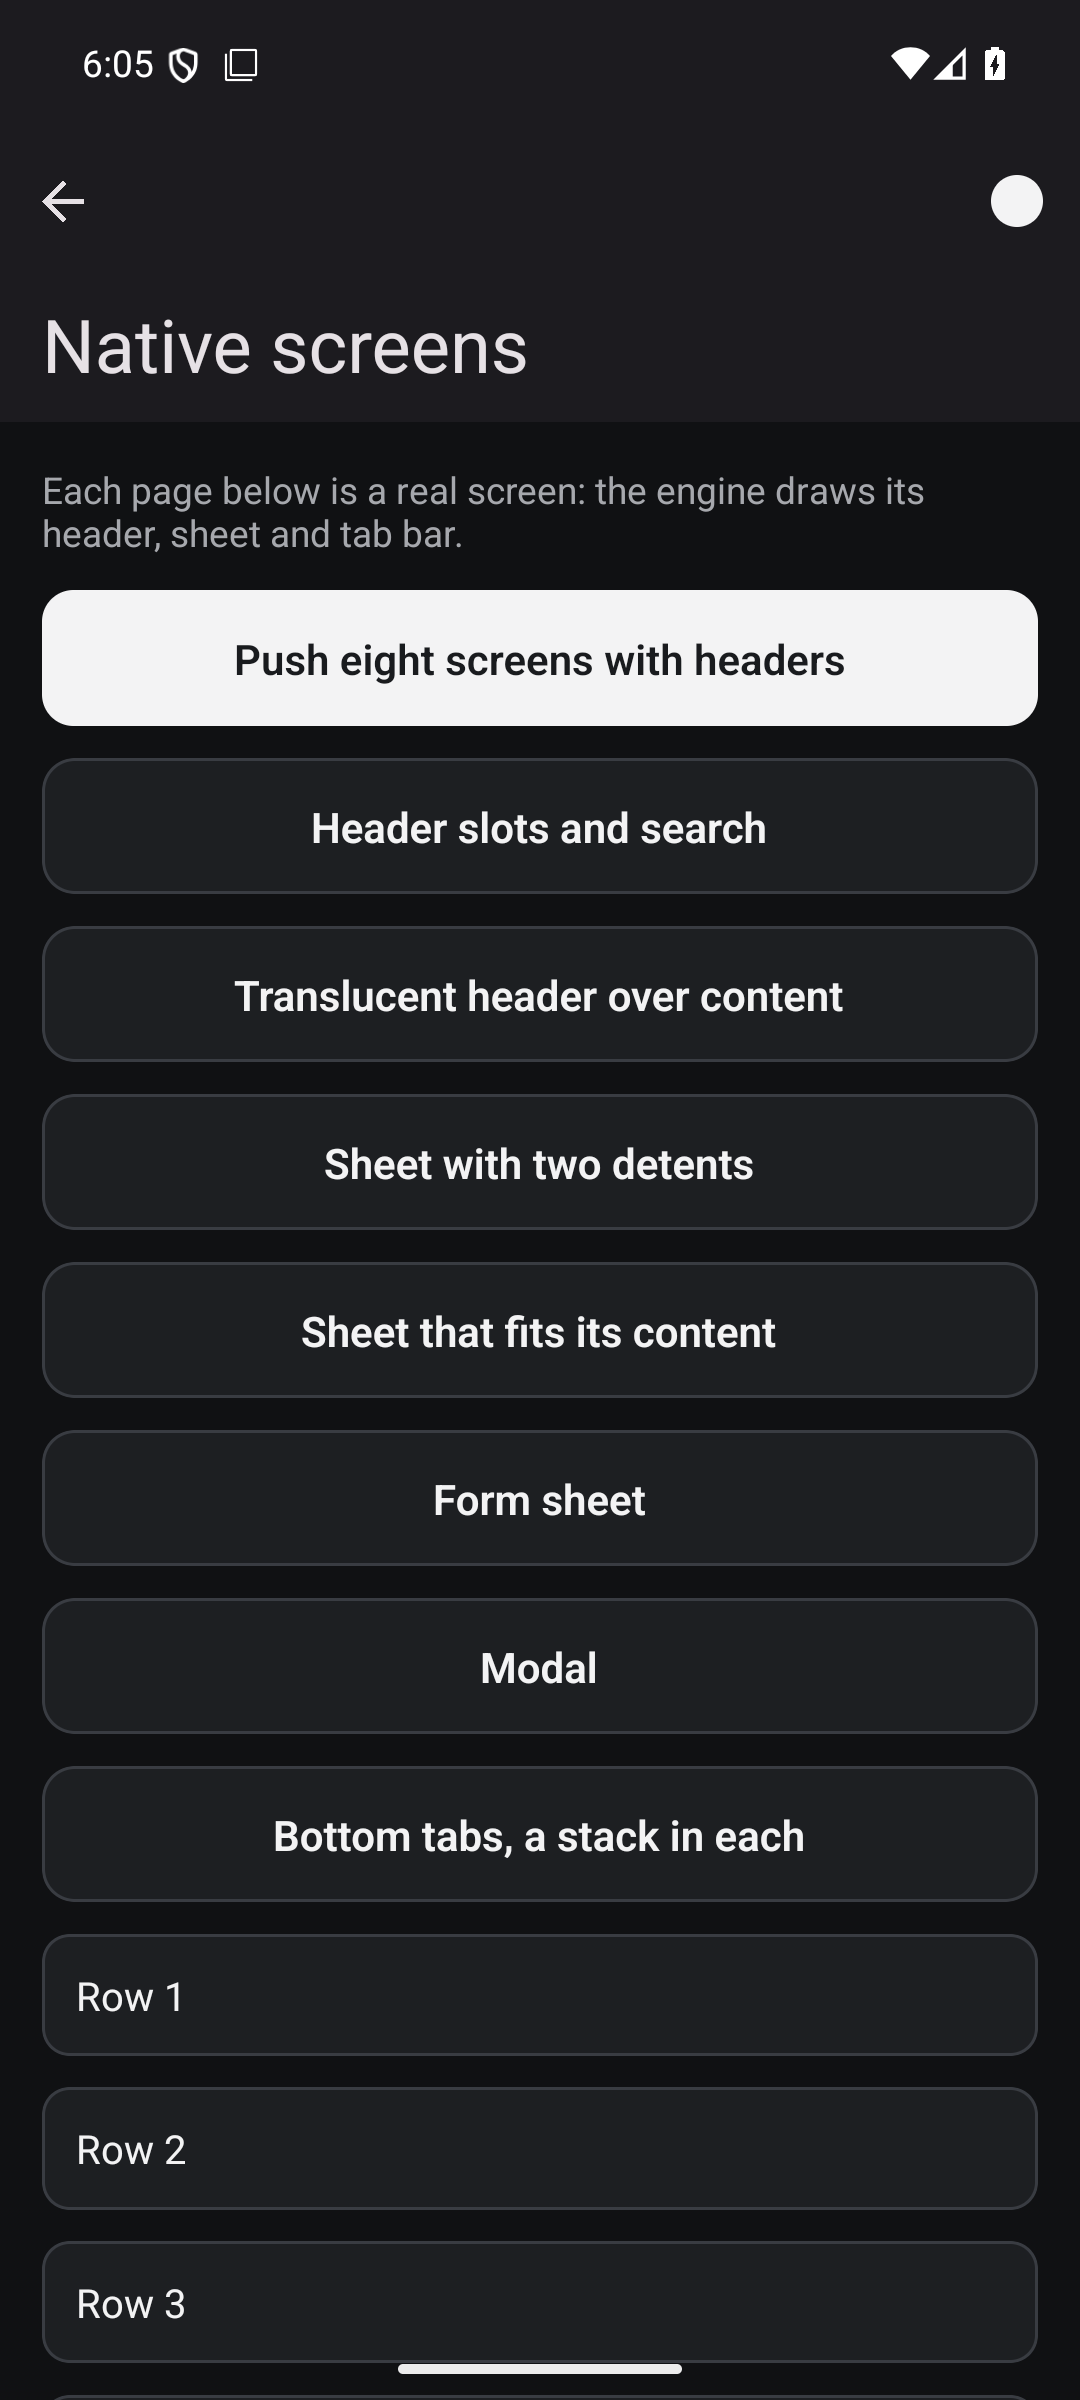 6:05
Native screens
Each page below is a real screen: the engine draws its
header, sheet and tab bar.
Push eight screens with headers
Header slots and search
Translucent header over content
Sheet with two detents
Sheet that fits its content
Form sheet
Modal
Bottom tabs, a stack in each
Row 1
Row 2
Row 3